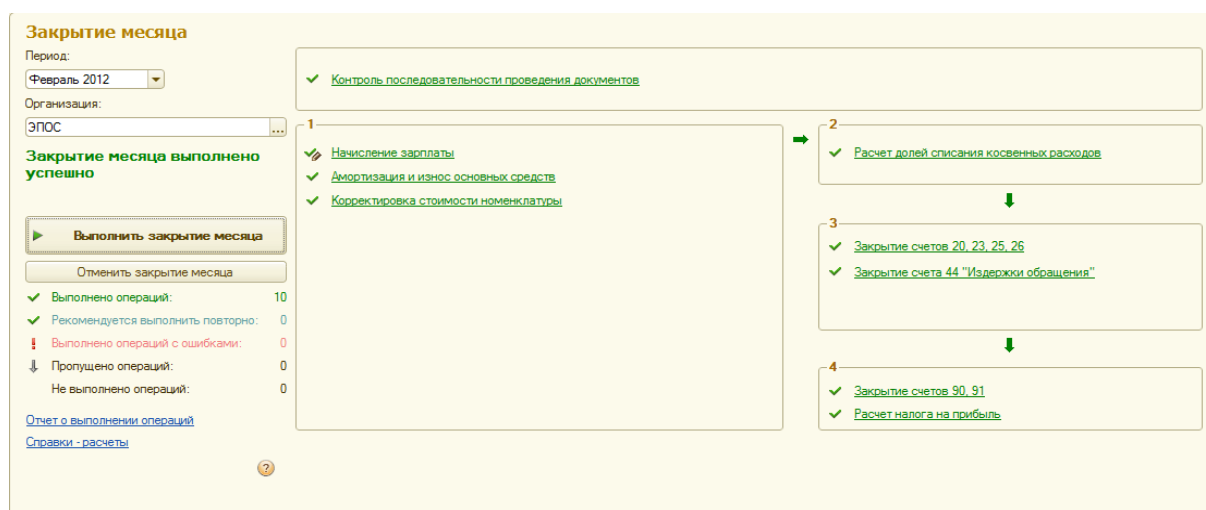 Закрытие месяца
Период:
Февраль 2012
Организация:
ЭПОС
...
Закрытие месяца выполнено
успешно
Выполнить закрытие месяца
Отменить закрытие месяца
Выполнено операций: 10
Рекомендуется выполнить повторно: 0
Выполнено операций с ошибками: 0
Пропущено операций: 0
Не выполнено операций: 0
Отчет о выполнении операций
Справки - расчеты
?
Контроль последовательности проведения документов
1
Начисление зарплаты
Амортизация и износ основных средств
Корректировка стоимости номенклатуры
2
Расчет долей списания косвенных расходов
3
Закрытие счетов 20, 23, 25, 26
Закрытие счета 44 "Издержки обращения"
4
Закрытие счетов 90, 91
Расчет налога на прибыль